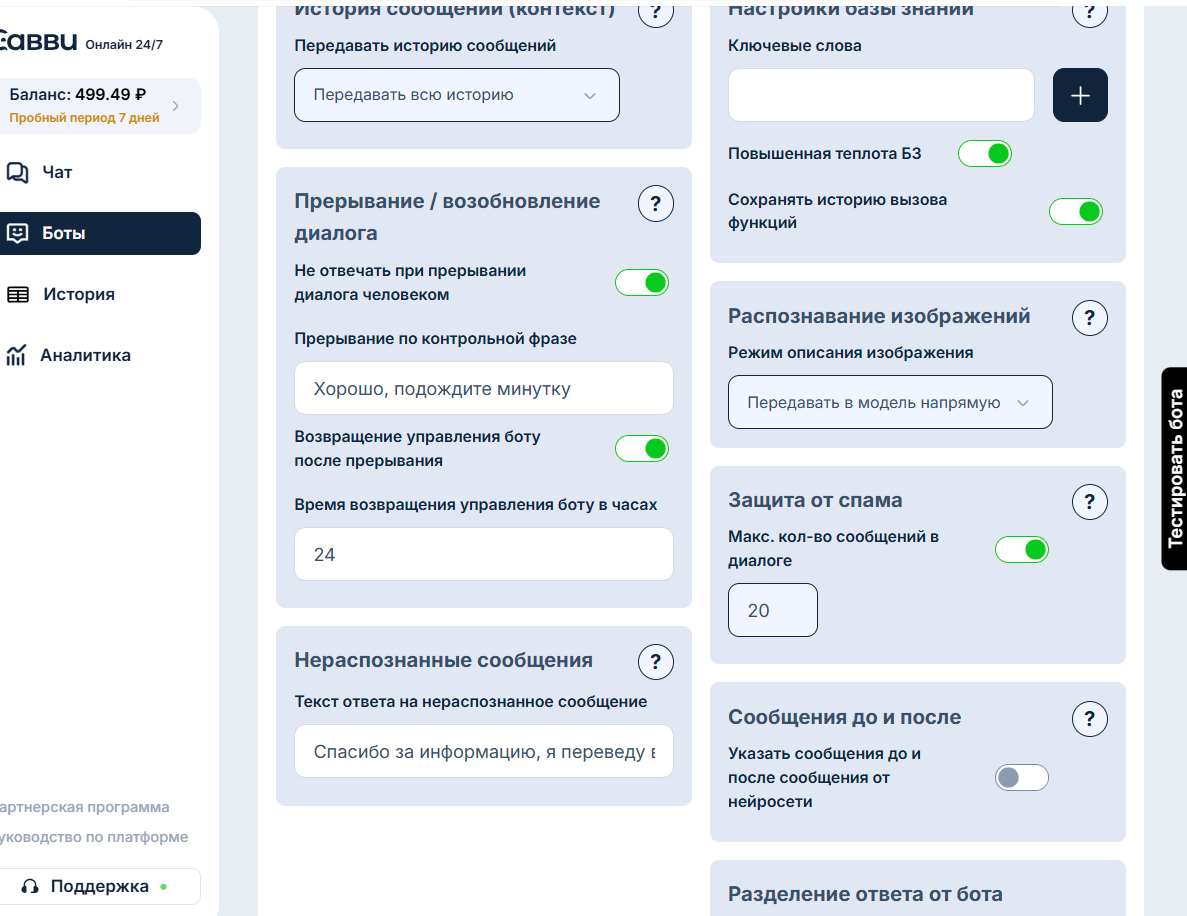 Савви Онлайн 24/7
Баланс: 499.49 ₽
Пробный период 7 дней
Чат
Боты
История
Аналитика
артнерская программа
уководство по платформе
Поддержка
История сообщений (контекст)
?
Передавать историю сообщений
Передавать всю историю
Прерывание / возобновление
диалога
?
Не отвечать при прерывании
диалога человеком
Прерывание по контрольной фразе
Хорошо, подождите минутку
Возвращение управления боту
после прерывания
Время возвращения управления боту в часах
24
Нераспознанные сообщения
?
Текст ответа на нераспознанное сообщение
Спасибо за информацию, я переведу в
Настройки базы знаний
?
Ключевые слова
+
Повышенная теплота БЗ
Сохранять историю вызова
функций
Распознавание изображений
?
Режим описания изображения
Передавать в модель напрямую
Защита от спама
?
Макс. кол-во сообщений в
диалоге
20
Сообщения до и после
?
Указать сообщения до и
после сообщения от
нейросети
Разделение ответа от бота
Тестировать бота